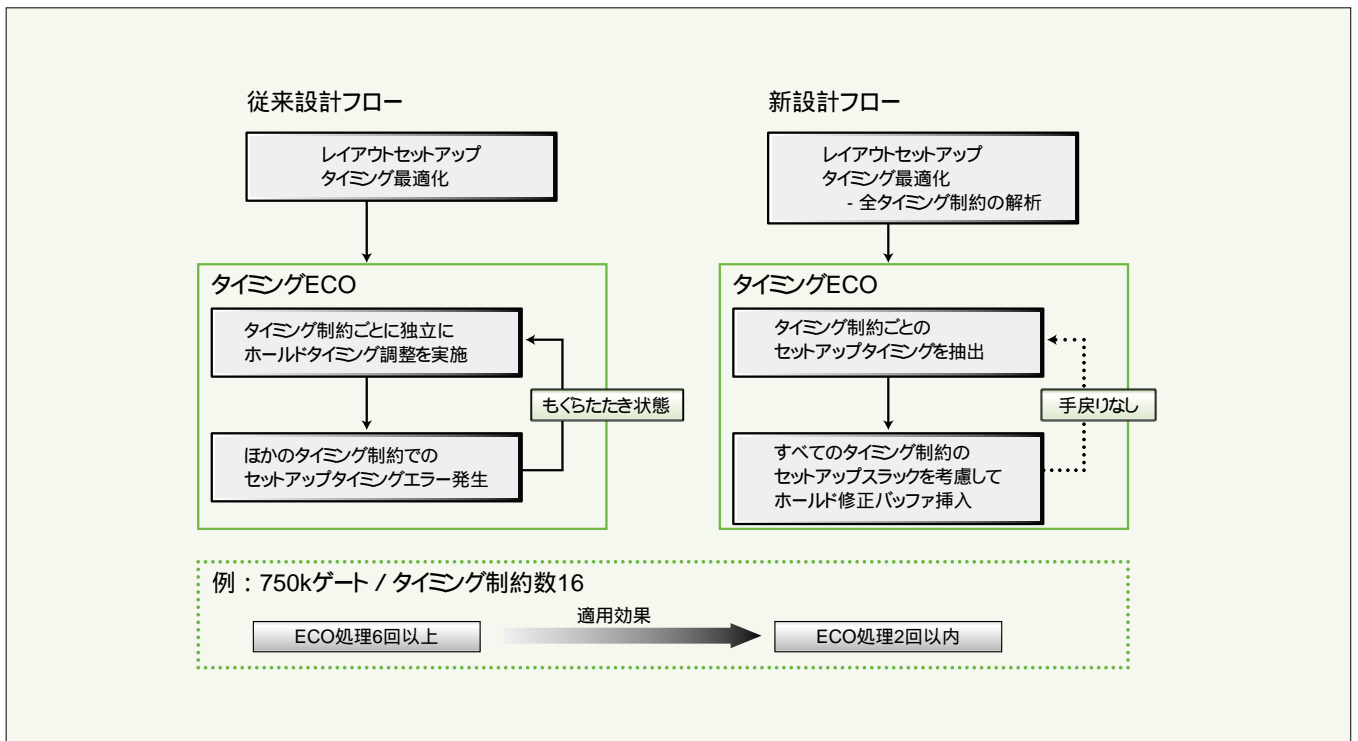 従来設計フロー
レイアウトセットアップ
タイミング最適化
タイミングECO
タイミング制約ごとに独立に
ホールドタイミング調整を実施
もぐらたたき状態
ほかのタイミング制約での
セットアップタイミングエラー発生
新設計フロー
レイアウトセットアップ
タイミング最適化
- 全タイミング制約の解析
タイミングECO
タイミング制約ごとの
セットアップタイミングを抽出
手戻りなし
すべてのタイミング制約の
セットアップスラックを考慮して
ホールド修正バッファ挿入
例：750kゲート / タイミング制約数16
ECO処理6回以上
適用効果
ECO処理2回以内